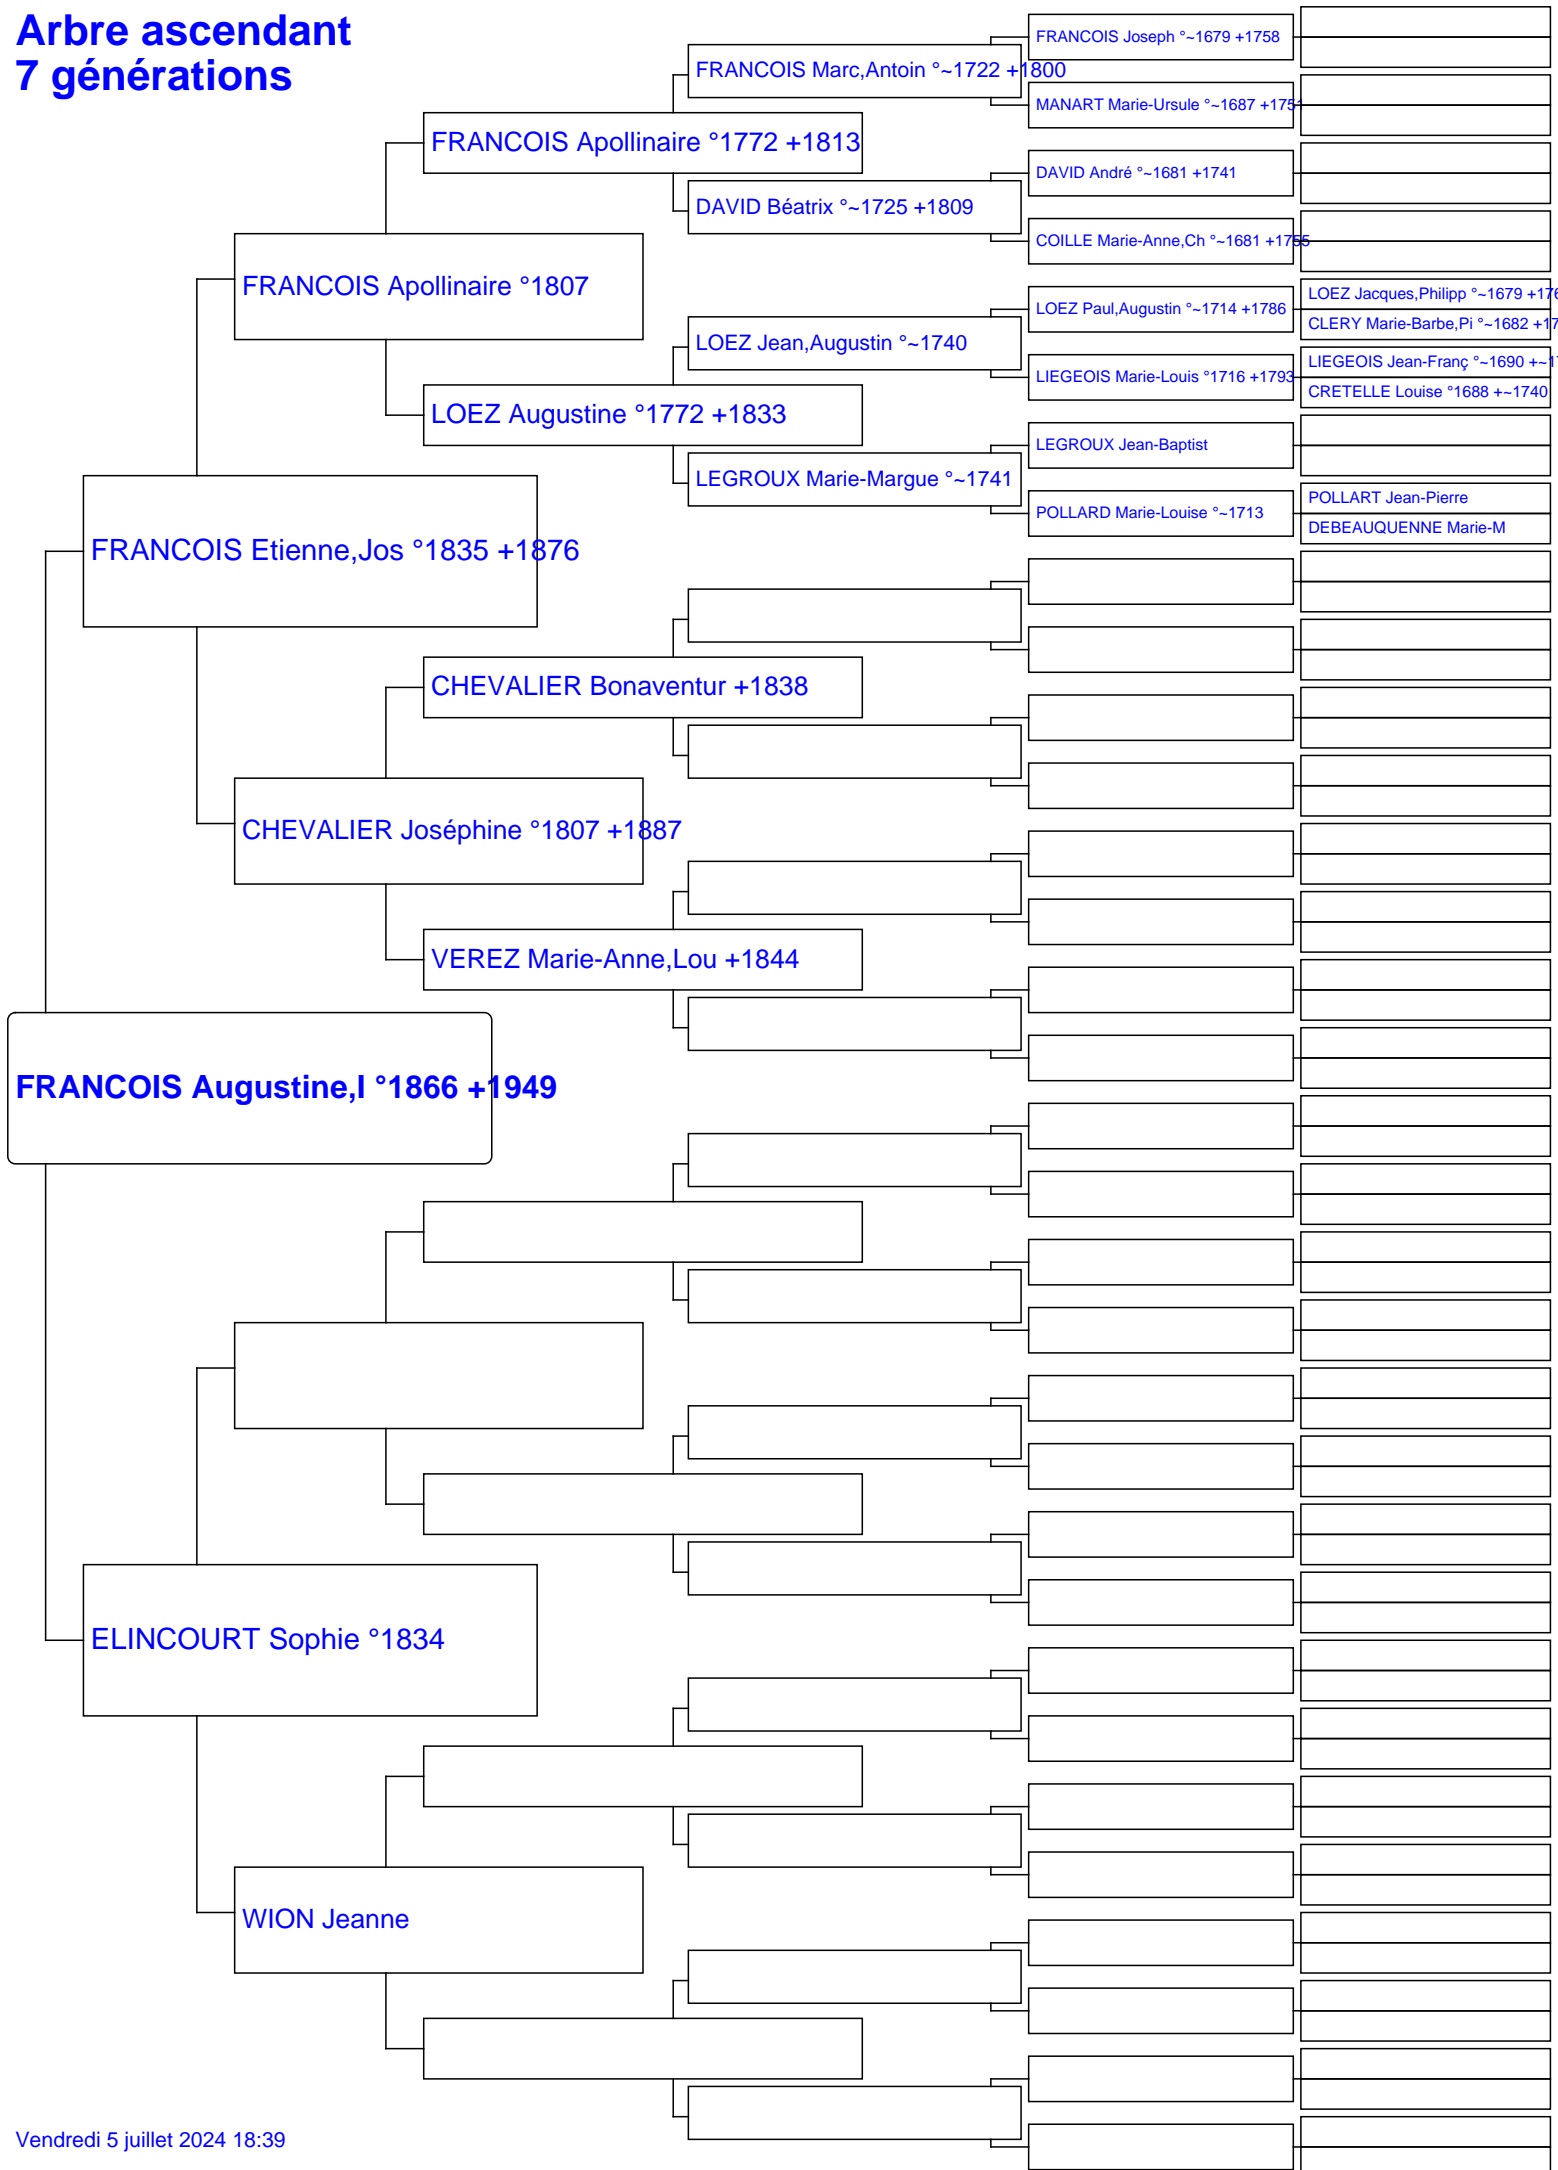 Arbre ascendant
7 générations
FRANCOIS Joseph °~1679 +1758
FRANCOIS Marc,Antoin °~1722 +1800
MANART Marie-Ursule °~1687 +1751
FRANCOIS Apollinaire °1772 +1813
DAVID André °~1681 +1741
DAVID Béatrix °~1725 +1809
COILLE Marie-Anne,Ch °~1681 +1755
FRANCOIS Apollinaire °1807
LOEZ Jacques,Philipp °~1679 +176
LOEZ Paul,Augustin °~1714 +1786
CLERY Marie-Barbe,Pi °~1682 +17
LOEZ Jean,Augustin °~1740
LIEGEOIS Jean-Franç °~1690 +~1
LIEGEOIS Marie-Louis °1716 +1793
CRETELLE Louise °1688 +~1740
LOEZ Augustine °1772 +1833
LEGROUX Jean-Baptist
LEGROUX Marie-Margue °~1741
POLLART Jean-Pierre
POLLARD Marie-Louise °~1713
DEBEAUQUENNE Marie-M
FRANCOIS Etienne,Jos °1835 +1876
CHEVALIER Bonaventur +1838
CHEVALIER Joséphine °1807 +1887
VEREZ Marie-Anne,Lou +1844
FRANCOIS Augustine,I °1866 +1949
ELINCOURT Sophie °1834
WION Jeanne
Vendredi 5 juillet 2024 18:39